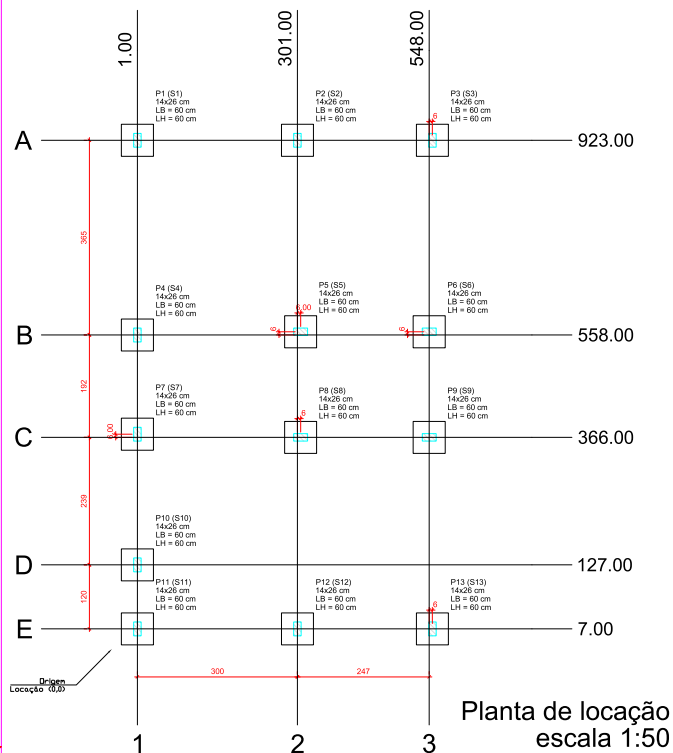 1.00
301.00
548.00
P1 (S1)
14x26 cm
LB = 60 cm
LH = 60 cm
P2 (S2)
14x26 cm
LB = 60 cm
LH = 60 cm
P3 (S3)
14x26 cm
LB = 60 cm
LH = 60 cm
6
A
923.00
365
P4 (S4)
14x26 cm
LB = 60 cm
LH = 60 cm
P5 (S5)
14x26 cm
LB = 60 cm
LH = 60 cm
6,00
6
P6 (S6)
14x26 cm
LB = 60 cm
LH = 60 cm
6
B
558.00
192
P7 (S7)
14x26 cm
LB = 60 cm
LH = 60 cm
6,00
P8 (S8)
14x26 cm
LB = 60 cm
LH = 60 cm
6
P9 (S9)
14x26 cm
LB = 60 cm
LH = 60 cm
C
366.00
239
P10 (S10)
14x26 cm
LB = 60 cm
LH = 60 cm
D
127.00
120
P11 (S11)
14x26 cm
LB = 60 cm
LH = 60 cm
P12 (S12)
14x26 cm
LB = 60 cm
LH = 60 cm
P13 (S13)
14x26 cm
LB = 60 cm
LH = 60 cm
6
E
7.00
300
247
Origem
Locação (0,0)
1
2
3
Planta de locação
escala 1:50